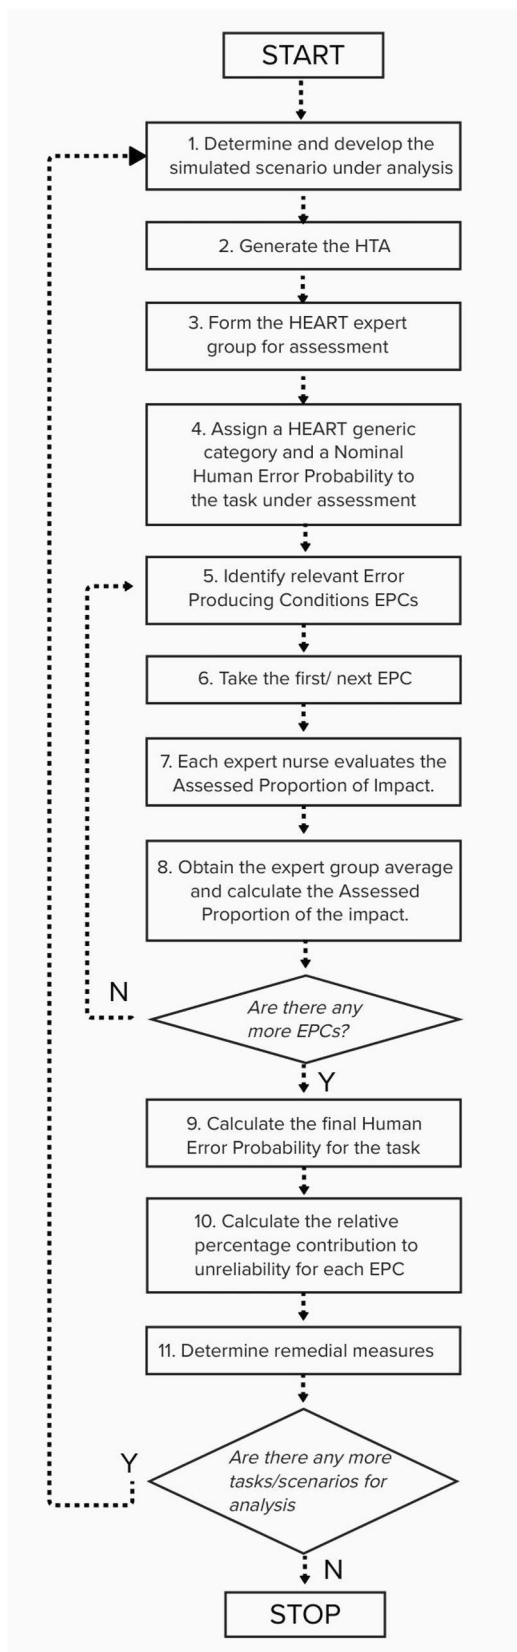 START
1. Determine and develop the
simulated scenario under analysis
2. Generate the HTA
3. Form the HEART expert
group for assessment
4. Assign a HEART generic
category and a Nominal
Human Error Probability to
the task under assessment
5. Identify relevant Error
Producing Conditions EPCs
6. Take the first/ next EPC
7. Each expert nurse evaluates the
Assessed Proportion of Impact.
8. Obtain the expert group average
and calculate the Assessed
Proportion of the impact.
N
Are there any
more EPCs?
Y
9. Calculate the final Human
Error Probability for the task
10. Calculate the relative
percentage contribution to
unreliability for each EPC
11. Determine remedial measures
Y
Are there any more
tasks/scenarios for
analysis
N
STOP